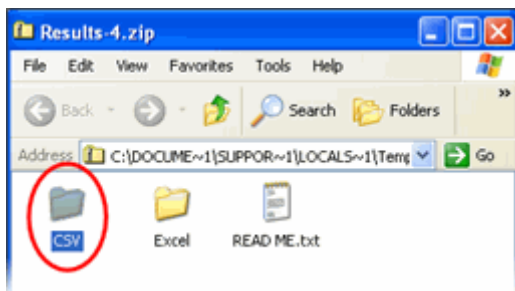 Results-4.zip
File Edit View Favorites Tools Help
Back Search Folders »
Address C:\DOCUME~1\SUPPOR~1\LOCALS~1\Temp Go
CSV Excel READ ME.txt